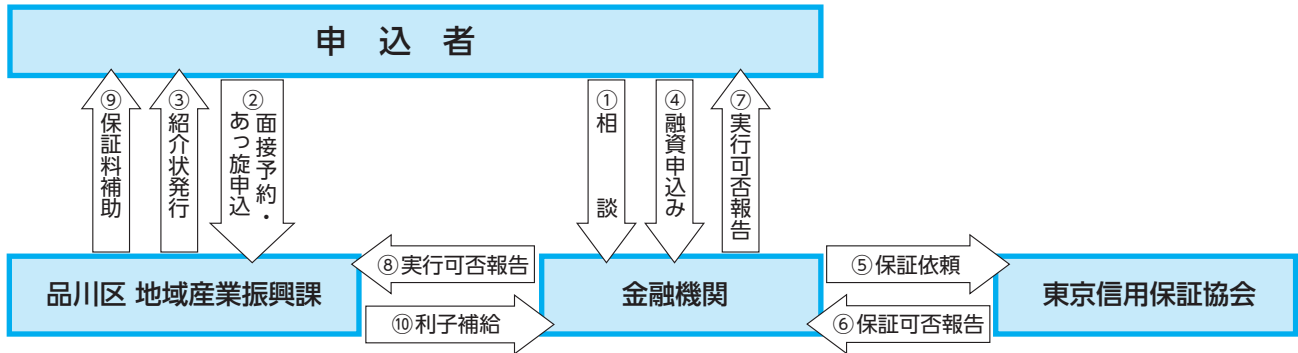 申 込 者
⑨保証料補助
③紹介状発行
②面接予約・
あっ旋申込
①相 談
④融資申込み
⑦実行可否報告
⑧実行可否報告
⑤保証依頼
品川区 地域産業振興課
金融機関
東京信用保証協会
⑩利子補給
⑥保証可否報告